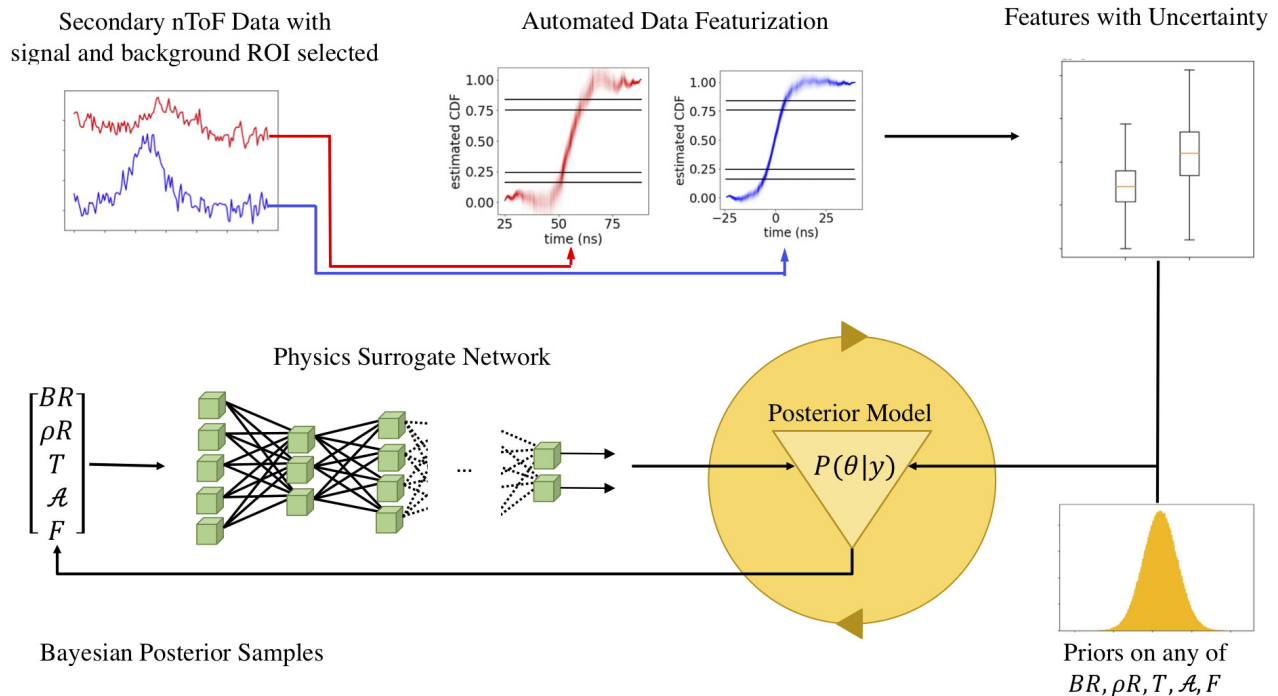 Secondary nToF Data with
signal and background ROI selected
Automated Data Featurization
Features with Uncertainty
estimated CDF
1.00
0.75
0.50
0.25
0.00
25
50
75
time (ns)
estimated CDF
1.00
0.75
0.50
0.25
0.00
−25
0
25
time (ns)
Physics Surrogate Network
BR
ρR
T
𝒜
F
...
Posterior Model
P(θ|y)
Bayesian Posterior Samples
Priors on any of
BR, ρR, T, 𝒜, F